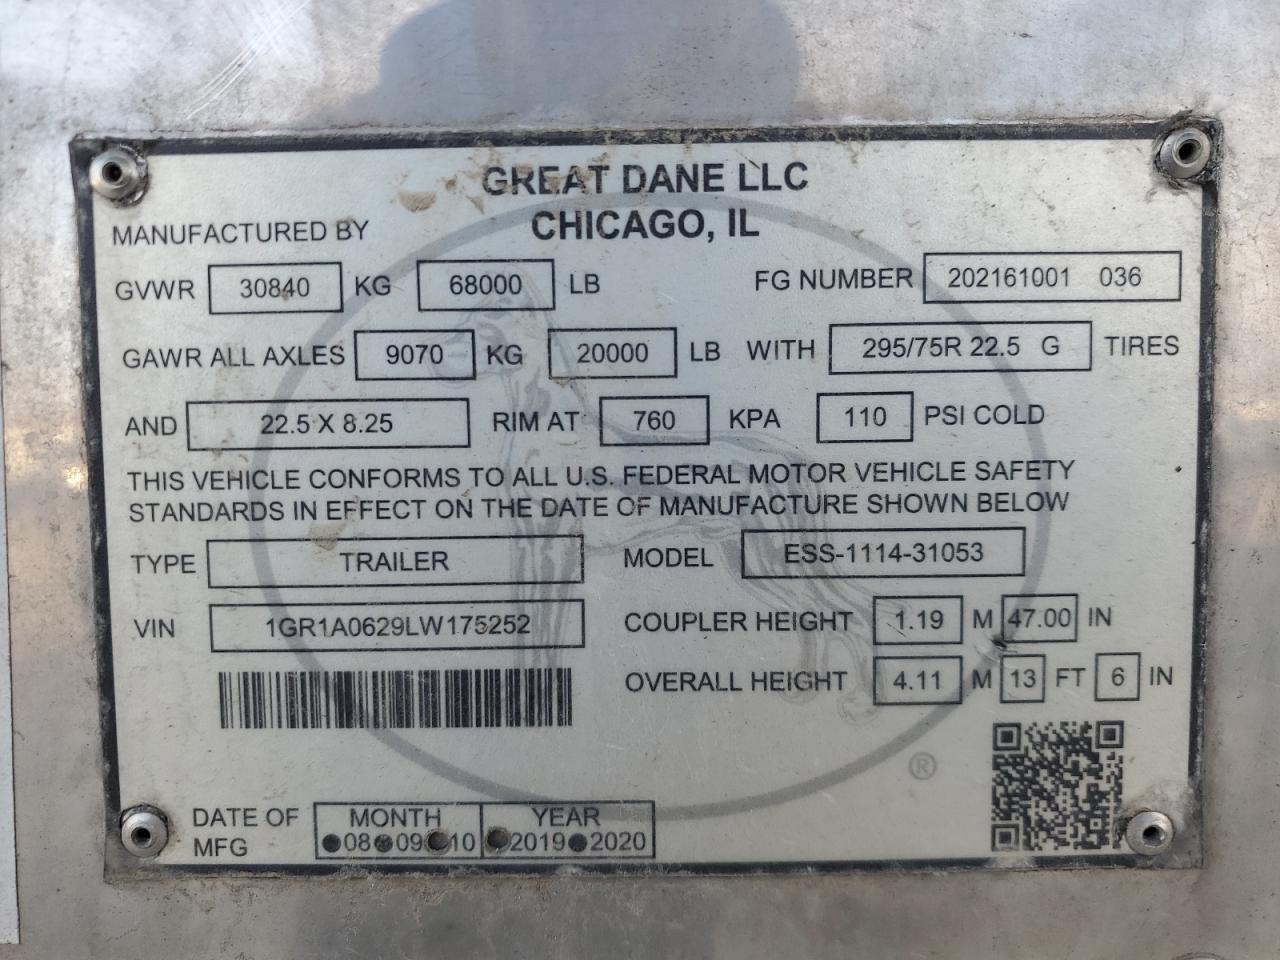 GREAT DANE LLC
MANUFACTURED BY CHICAGO, IL
GVWR 30840 KG 68000 LB FG NUMBER 202161001 036
GAWR ALL AXLES 9070 KG 20000 LB WITH 295/75R 22.5 G TIRES
AND 22.5 X 8.25 RIM AT 760 KPA 110 PSI COLD
THIS VEHICLE CONFORMS TO ALL U.S. FEDERAL MOTOR VEHICLE SAFETY
STANDARDS IN EFFECT ON THE DATE OF MANUFACTURE SHOWN BELOW
TYPE TRAILER MODEL ESS-1114-31053
VIN 1GR1A0629LW175252 COUPLER HEIGHT 1.19 M 47.00 IN
OVERALL HEIGHT 4.11 M 13 FT 6 IN
®
DATE OF MONTH YEAR
MFG 08 09 10 2019 2020